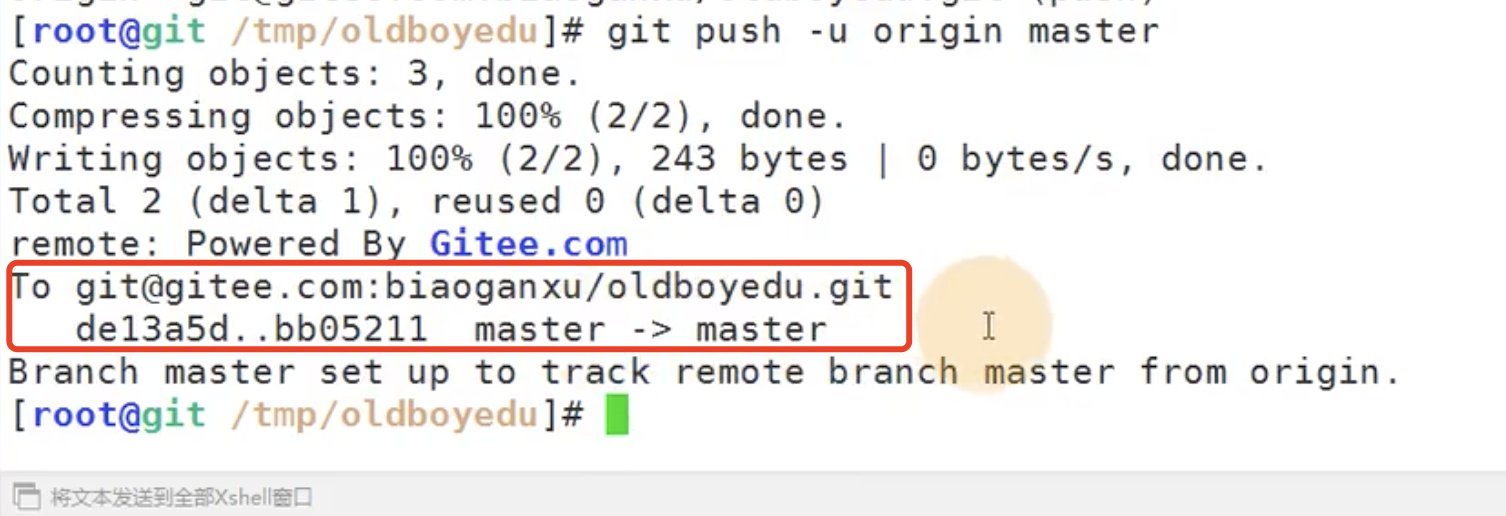 [root@git /tmp/oldboyedu]# git push -u origin master
Counting objects: 3, done.
Compressing objects: 100% (2/2), done.
Writing objects: 100% (2/2), 243 bytes | 0 bytes/s, done.
Total 2 (delta 1), reused 0 (delta 0)
remote: Powered By Gitee.com
To git@gitee.com:biaoganxu/oldboyedu.git
   de13a5d..bb05211  master -> master
Branch master set up to track remote branch master from origin.
[root@git /tmp/oldboyedu]#
将文本发送到全部Xshell窗口